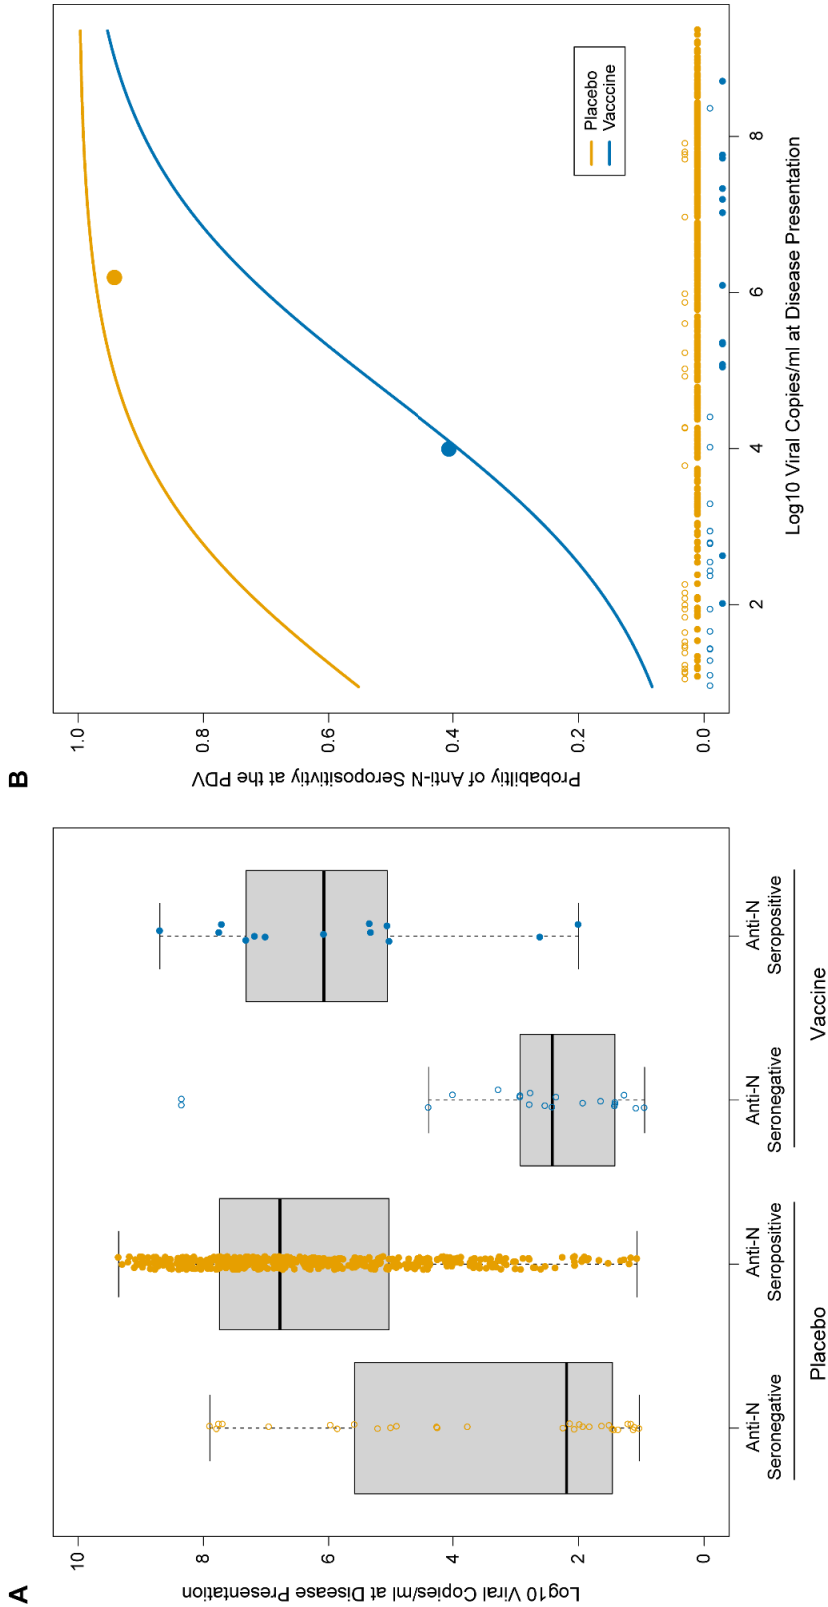 A
Log10 Viral Copies/ml at Disease Presentation
10
8
6
4
2
0
Anti-N
Seronegative
Anti-N
Seropositive
Anti-N
Seronegative
Anti-N
Seropositive
Placebo
Vaccine
B
Probability of Anti-N Seropositivtiy at the PDV
1.0
0.8
0.6
0.4
0.2
0.0
Placebo
Vacccine
2
4
6
8
Log10 Viral Copies/ml at Disease Presentation